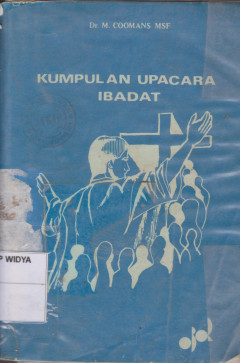 Dr. M. COOMANS MSF
KUMPULAN UPACARA
IBADAT
P WIDYA